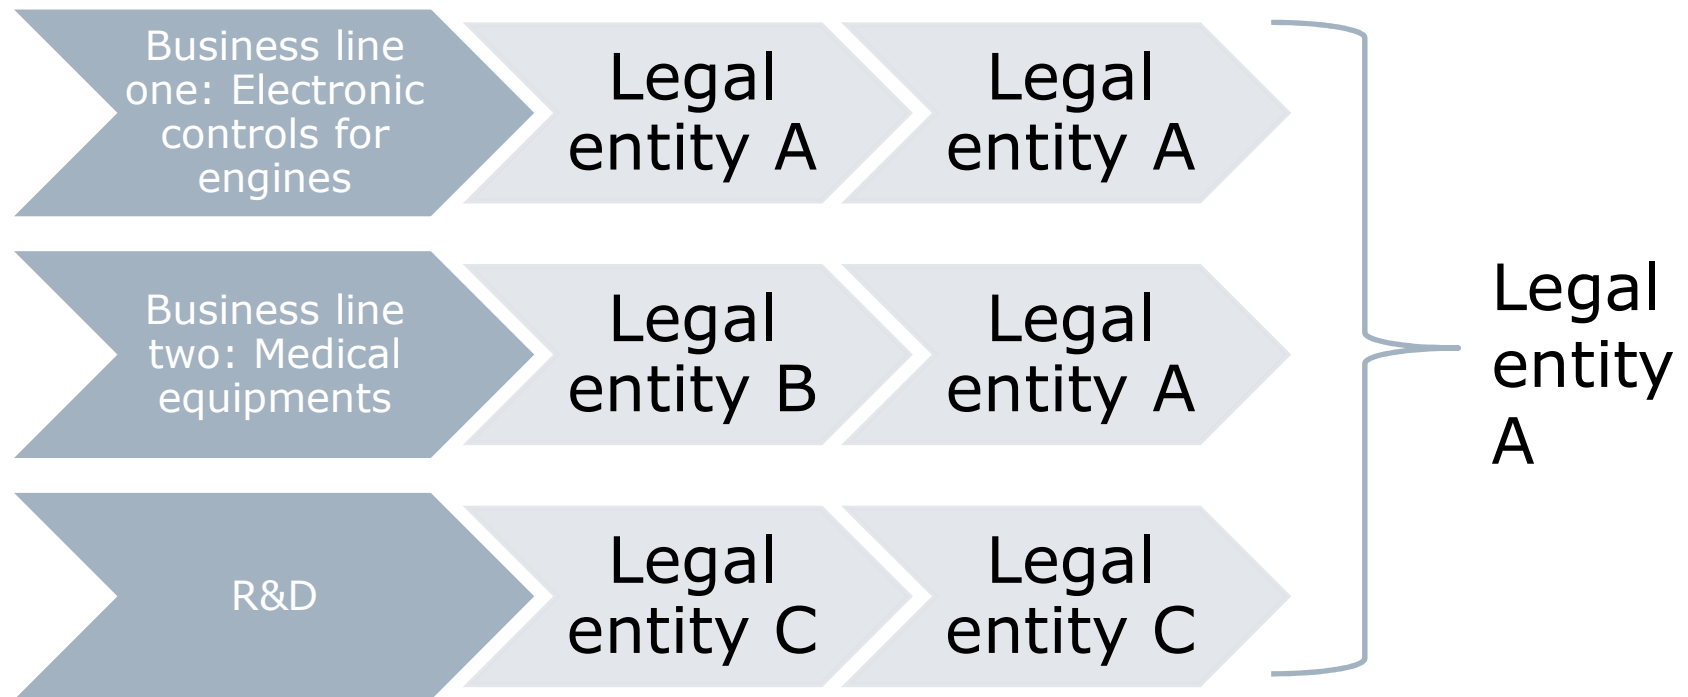 Business line
one: Electronic
controls for
engines
Legal
entity A
Legal
entity A
Business line
two: Medical
equipments
Legal
entity B
Legal
entity A
R&D
Legal
entity C
Legal
entity C
Legal
entity
A